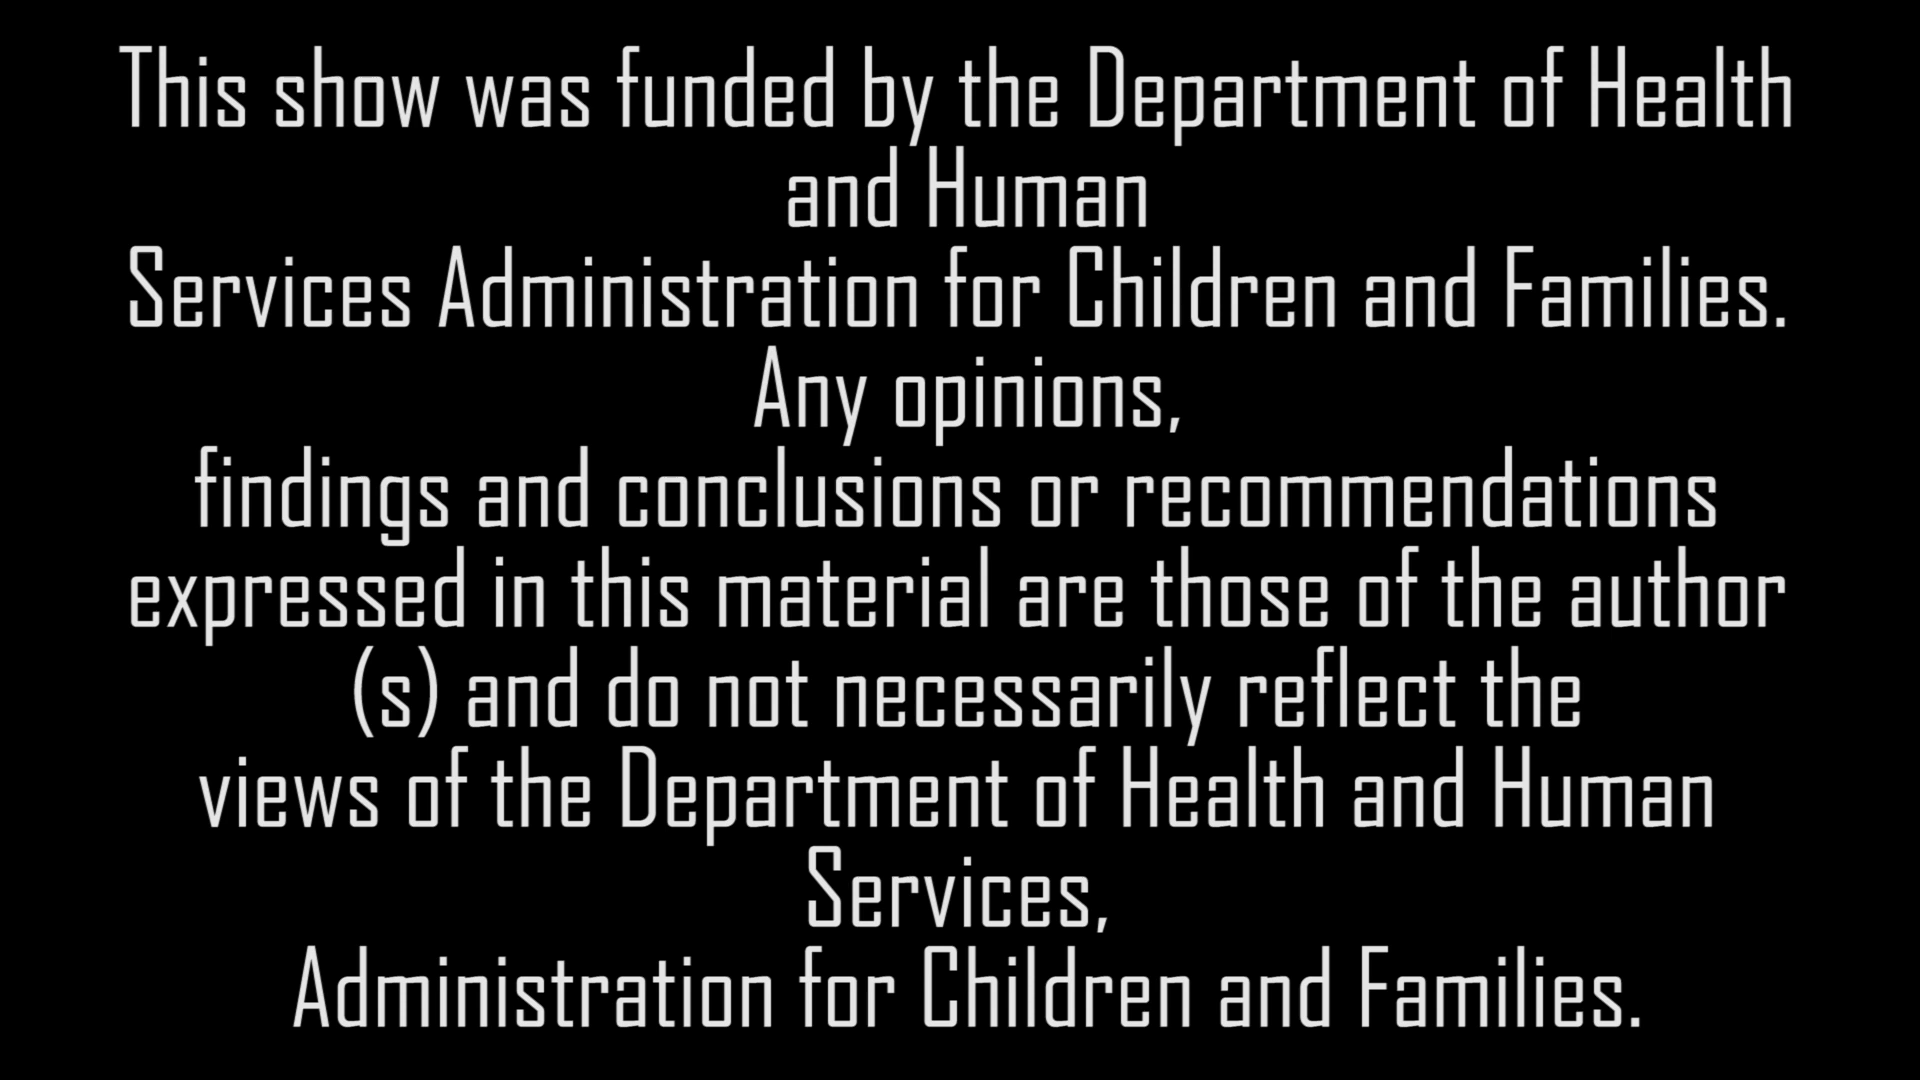 This show was funded by the Department of Health
and Human
Services Administration for Children and Families.
Any opinions,
findings and conclusions or recommendations
expressed in this material are those of the author
(s) and do not necessarily reflect the
views of the Department of Health and Human
Services,
Administration for Children and Families.